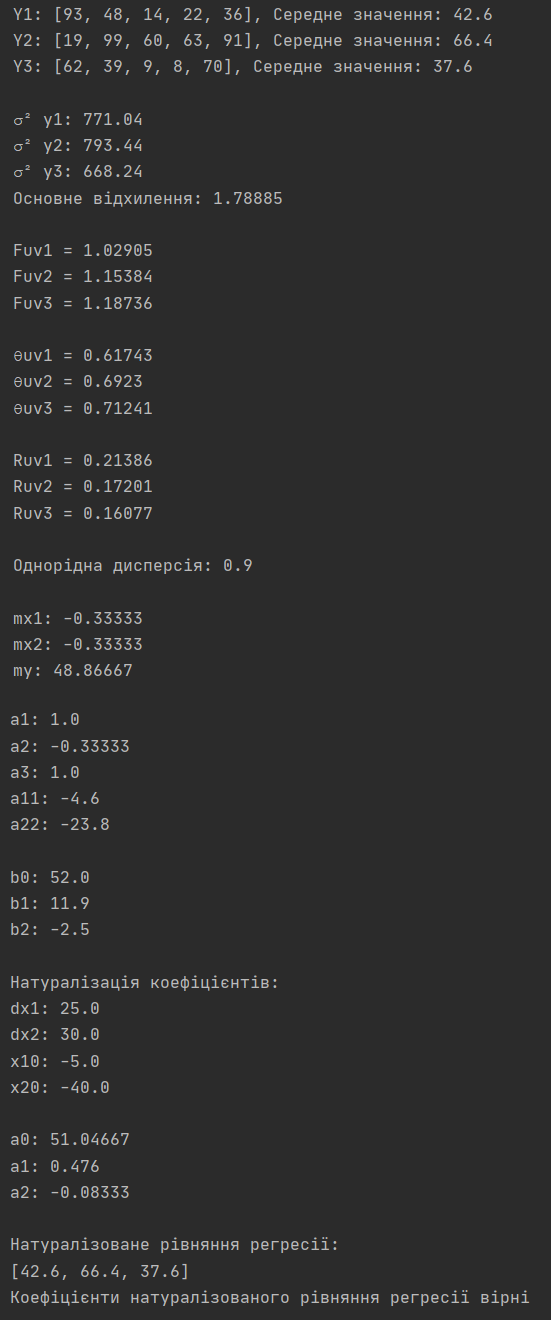 Y1: [93, 48, 14, 22, 36], Середнє значення: 42.6
Y2: [19, 99, 60, 63, 91], Середнє значення: 66.4
Y3: [62, 39, 9, 8, 70], Середнє значення: 37.6
σ² y1: 771.04
σ² y2: 793.44
σ² y3: 668.24
Основне відхилення: 1.78885
Fuv1 = 1.02905
Fuv2 = 1.15384
Fuv3 = 1.18736
θuv1 = 0.61743
θuv2 = 0.6923
θuv3 = 0.71241
Ruv1 = 0.21386
Ruv2 = 0.17201
Ruv3 = 0.16077
Однорідна дисперсія: 0.9
mx1: -0.33333
mx2: -0.33333
my: 48.86667
a1: 1.0
a2: -0.33333
a3: 1.0
a11: -4.6
a22: -23.8
b0: 52.0
b1: 11.9
b2: -2.5
Натуралізація коефіцієнтів:
dx1: 25.0
dx2: 30.0
x10: -5.0
x20: -40.0
a0: 51.04667
a1: 0.476
a2: -0.08333
Натуралізоване рівняння регресії:
[42.6, 66.4, 37.6]
Коефіцієнти натуралізованого рівняння регресії вірні